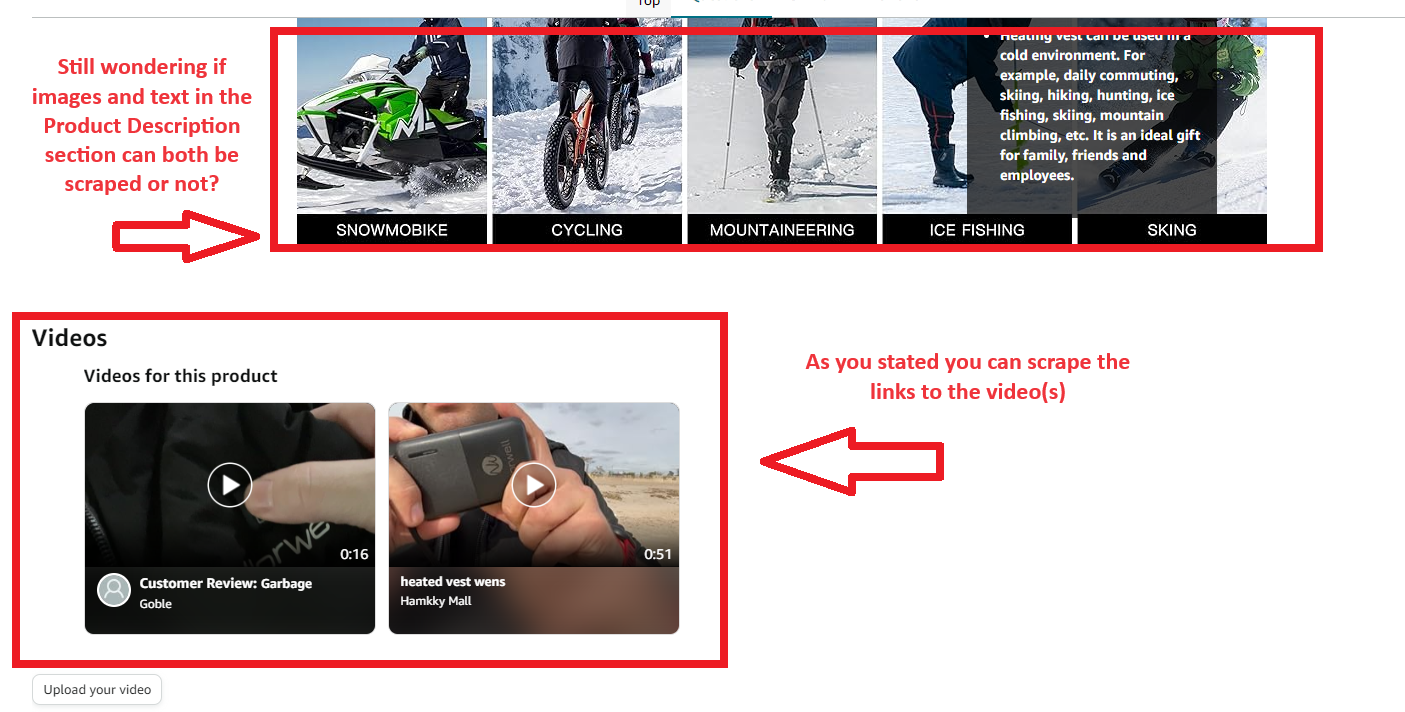 Top
Still wondering if
images and text in the
Product Description
section can both be
scraped or not?
Heating vest can be used in a
cold environment. For
example, daily commuting,
skiing, hiking, hunting, ice
fishing, skiing, mountain
climbing, etc. It is an ideal gift
for family, friends and
employees.
SNOWMOBIKE
CYCLING
MOUNTAINEERING
ICE FISHING
SKING
Videos
Videos for this product
0:16
Customer Review: Garbage
Goble
0:51
heated vest wens
Hamkky Mall
As you stated you can scrape the
links to the video(s)
Upload your video